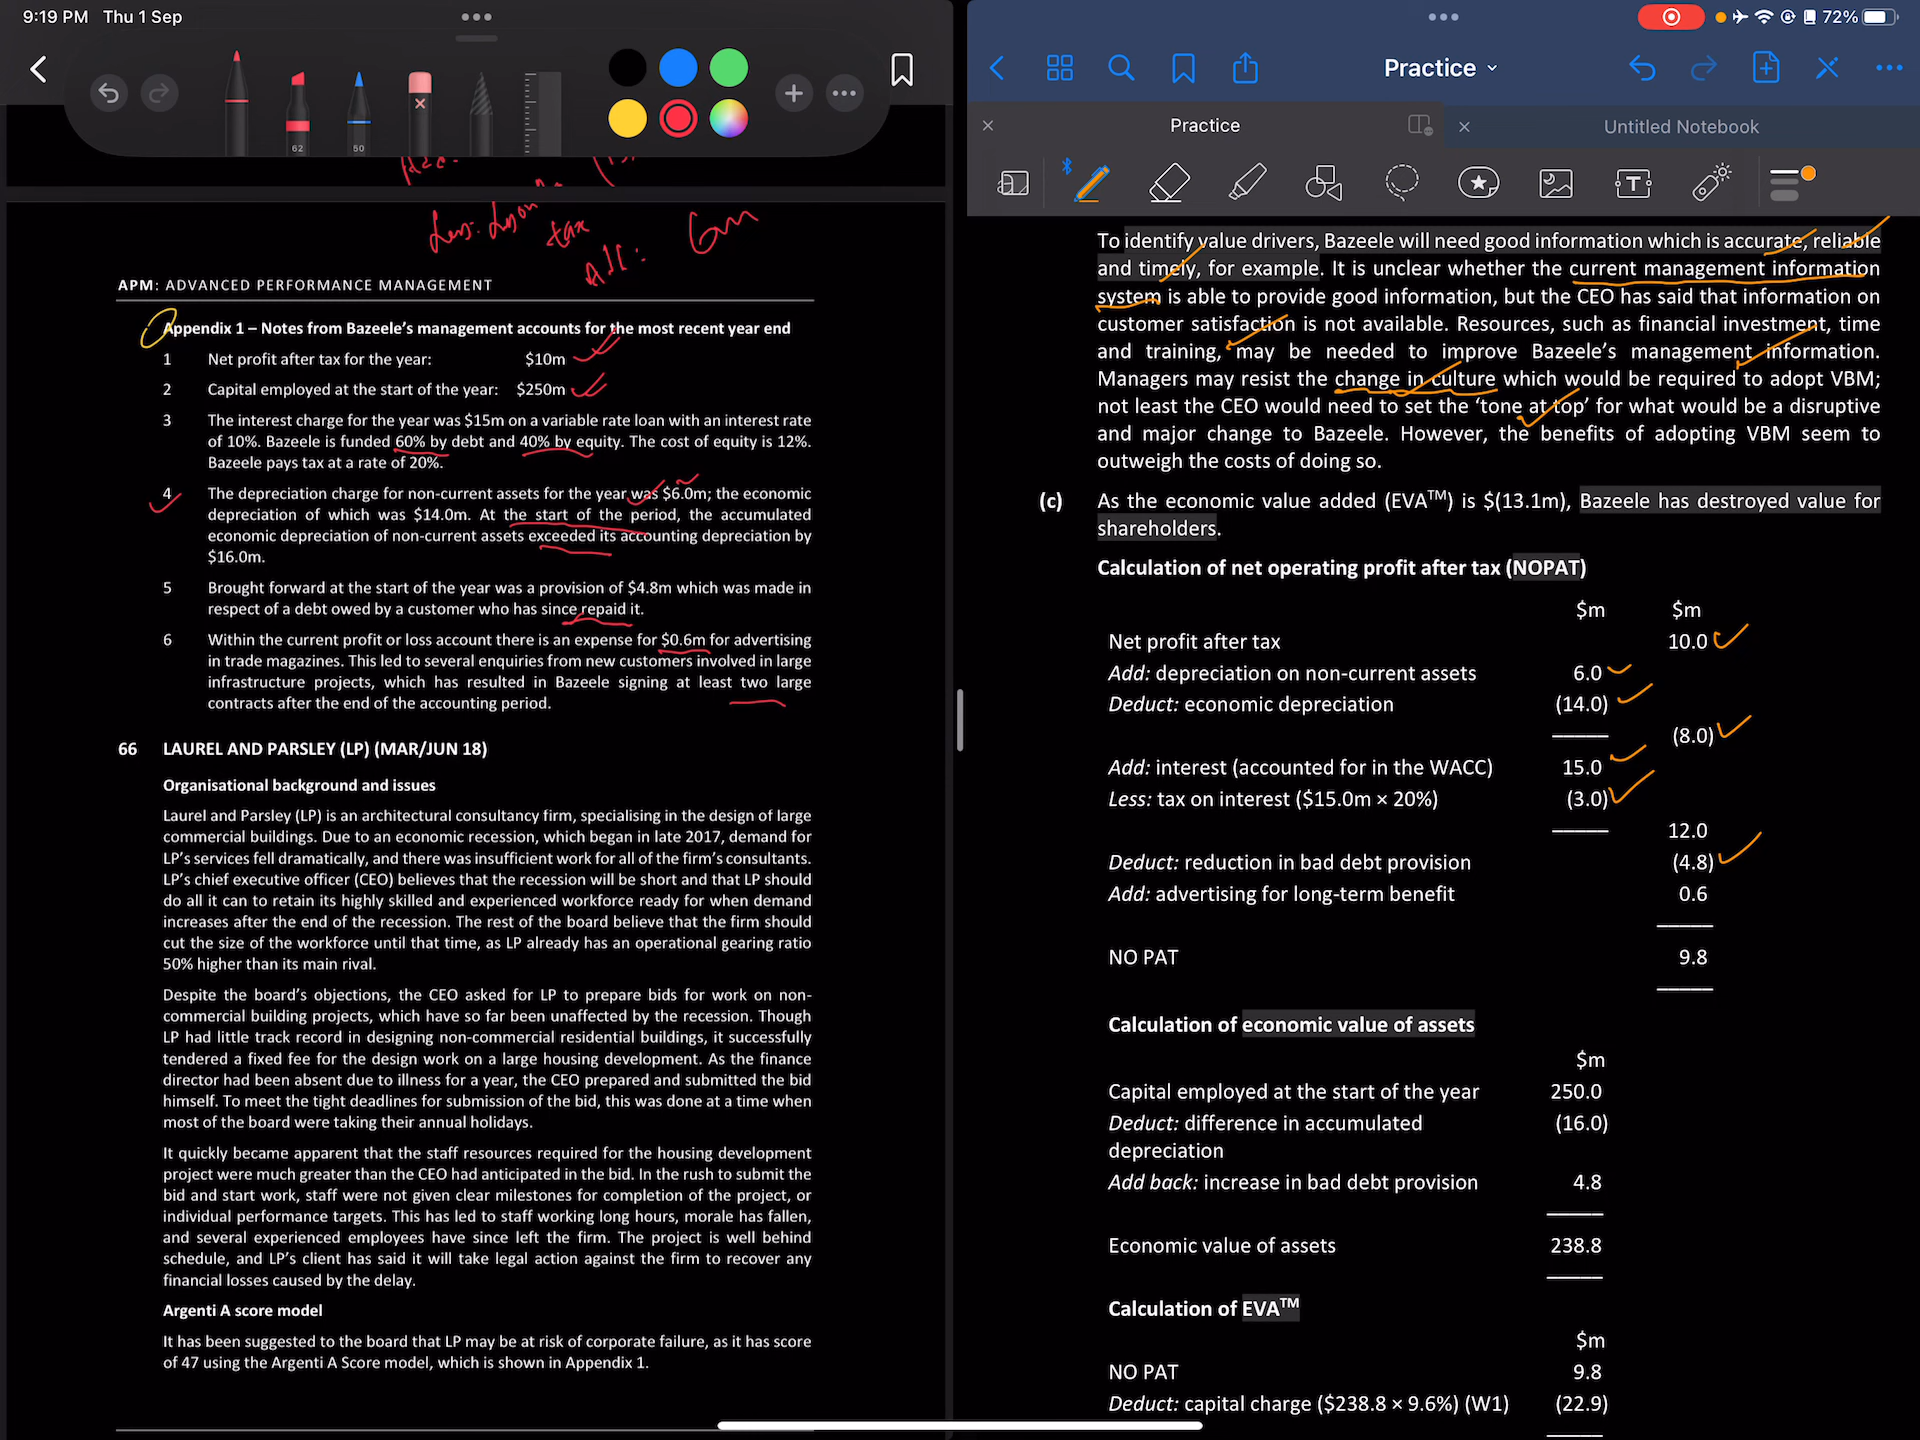 9:19 PM Thu 1 Sep
72%
62
50
Less:
tax
All:
APM: ADVANCED PERFORMANCE MANAGEMENT
Appendix 1 – Notes from Bazeele's management accounts for the most recent year end
1 Net profit after tax for the year: $10m
2 Capital employed at the start of the year: $250m
3 The interest charge for the year was $15m on a variable rate loan with an interest rate
of 10%. Bazeele is funded 60% by debt and 40% by equity. The cost of equity is 12%.
Bazeele pays tax at a rate of 20%.
4 The depreciation charge for non-current assets for the year was $6.0m; the economic
depreciation of which was $14.0m. At the start of the period, the accumulated
economic depreciation of non-current assets exceeded its accounting depreciation by
$16.0m.
5 Brought forward at the start of the year was a provision of $4.8m which was made in
respect of a debt owed by a customer who has since repaid it.
6 Within the current profit or loss account there is an expense for $0.6m for advertising
in trade magazines. This led to several enquiries from new customers involved in large
infrastructure projects, which has resulted in Bazeele signing at least two large
contracts after the end of the accounting period.
66 LAUREL AND PARSLEY (LP) (MAR/JUN 18)
Organisational background and issues
Laurel and Parsley (LP) is an architectural consultancy firm, specialising in the design of large
commercial buildings. Due to an economic recession, which began in late 2017, demand for
LP's services fell dramatically, and there was insufficient work for all of the firm's consultants.
LP's chief executive officer (CEO) believes that the recession will be short and that LP should
do all it can to retain its highly skilled and experienced workforce ready for when demand
increases after the end of the recession. The rest of the board believe that the firm should
cut the size of the workforce until that time, as LP already has an operational gearing ratio
50% higher than its main rival.
Despite the board's objections, the CEO asked for LP to prepare bids for work on non-
commercial building projects, which have so far been unaffected by the recession. Though
LP had little track record in designing non-commercial residential buildings, it successfully
tendered a fixed fee for the design work on a large housing development. As the finance
director had been absent due to illness for a year, the CEO prepared and submitted the bid
himself. To meet the tight deadlines for submission of the bid, this was done at a time when
most of the board were taking their annual holidays.
It quickly became apparent that the staff resources required for the housing development
project were much greater than the CEO had anticipated in the bid. In the rush to submit the
bid and start work, staff were not given clear milestones for completion of the project, or
individual performance targets. This has led to staff working long hours, morale has fallen,
and several experienced employees have since left the firm. The project is well behind
schedule, and LP's client has said it will take legal action against the firm to recover any
financial losses caused by the delay.
Argenti A score model
It has been suggested to the board that LP may be at risk of corporate failure, as it has score
of 47 using the Argenti A Score model, which is shown in Appendix 1.
Practice
Practice
Untitled Notebook
To identify value drivers, Bazeele will need good information which is accurate, reliable
and timely, for example. It is unclear whether the current management information
system is able to provide good information, but the CEO has said that information on
customer satisfaction is not available. Resources, such as financial investment, time
and training, may be needed to improve Bazeele's management information.
Managers may resist the change in culture which would be required to adopt VBM;
not least the CEO would need to set the 'tone at top' for what would be a disruptive
and major change to Bazeele. However, the benefits of adopting VBM seem to
outweigh the costs of doing so.
(c) As the economic value added (EVA™) is $(13.1m), Bazeele has destroyed value for
shareholders.
Calculation of net operating profit after tax (NOPAT)
$m $m
Net profit after tax 10.0
Add: depreciation on non-current assets 6.0
Deduct: economic depreciation (14.0)
(8.0)
Add: interest (accounted for in the WACC) 15.0
Less: tax on interest ($15.0m × 20%) (3.0)
12.0
Deduct: reduction in bad debt provision (4.8)
Add: advertising for long-term benefit 0.6
NO PAT 9.8
Calculation of economic value of assets
$m
Capital employed at the start of the year 250.0
Deduct: difference in accumulated (16.0)
depreciation
Add back: increase in bad debt provision 4.8
Economic value of assets 238.8
Calculation of EVA™
$m
NO PAT 9.8
Deduct: capital charge ($238.8 × 9.6%) (W1) (22.9)